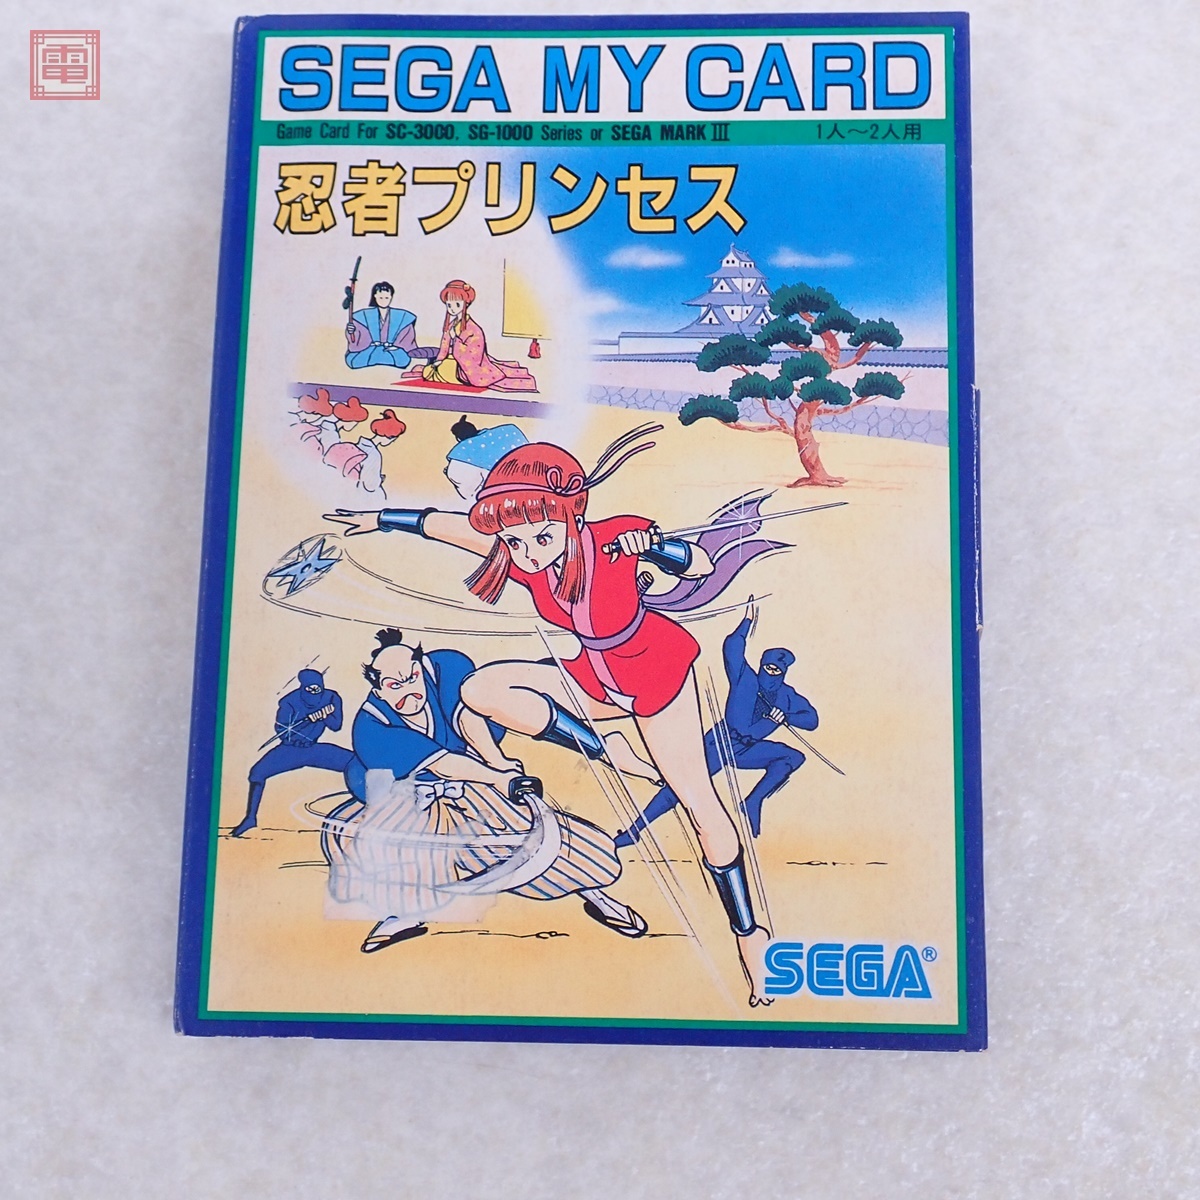 電
SEGA MY CARD
Game Card For SC-3000. SG-1000 Series or SEGA MARK III
1人〜2人用
忍者プリンセス
SEGA®